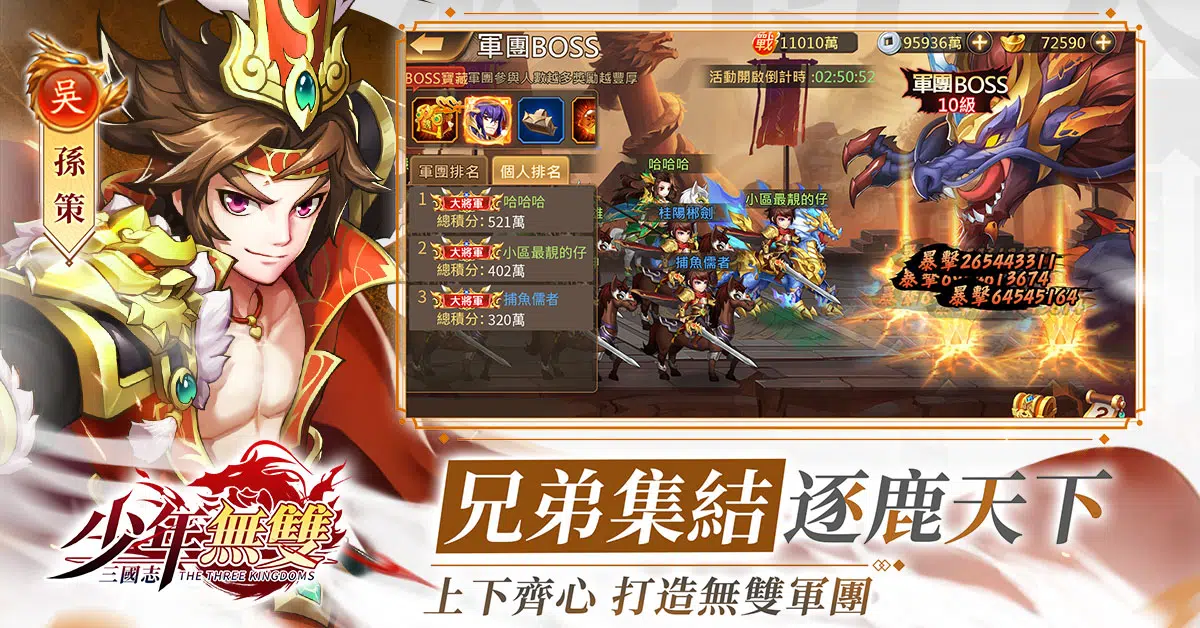 吳
孫策
軍團BOSS
戰 11010萬
95936萬
72590
BOSS寶藏軍團參與人數越多獎勵越豐厚
活動開啟倒計時:02:50:52
軍團BOSS
10級
軍團排名
個人排名
1 大將軍 哈哈哈
總積分:521萬
2 大將軍 小區最靚的仔
總積分:402萬
3 大將軍 捕魚儒者
總積分:320萬
哈哈哈
小區最靚的仔
桂陽梆劍
捕魚儒者
暴擊265443311
暴擊64545164
少年無雙
三國志 THE THREE KINGDOMS
兄弟集結 逐鹿天下
上下齊心 打造無雙軍團